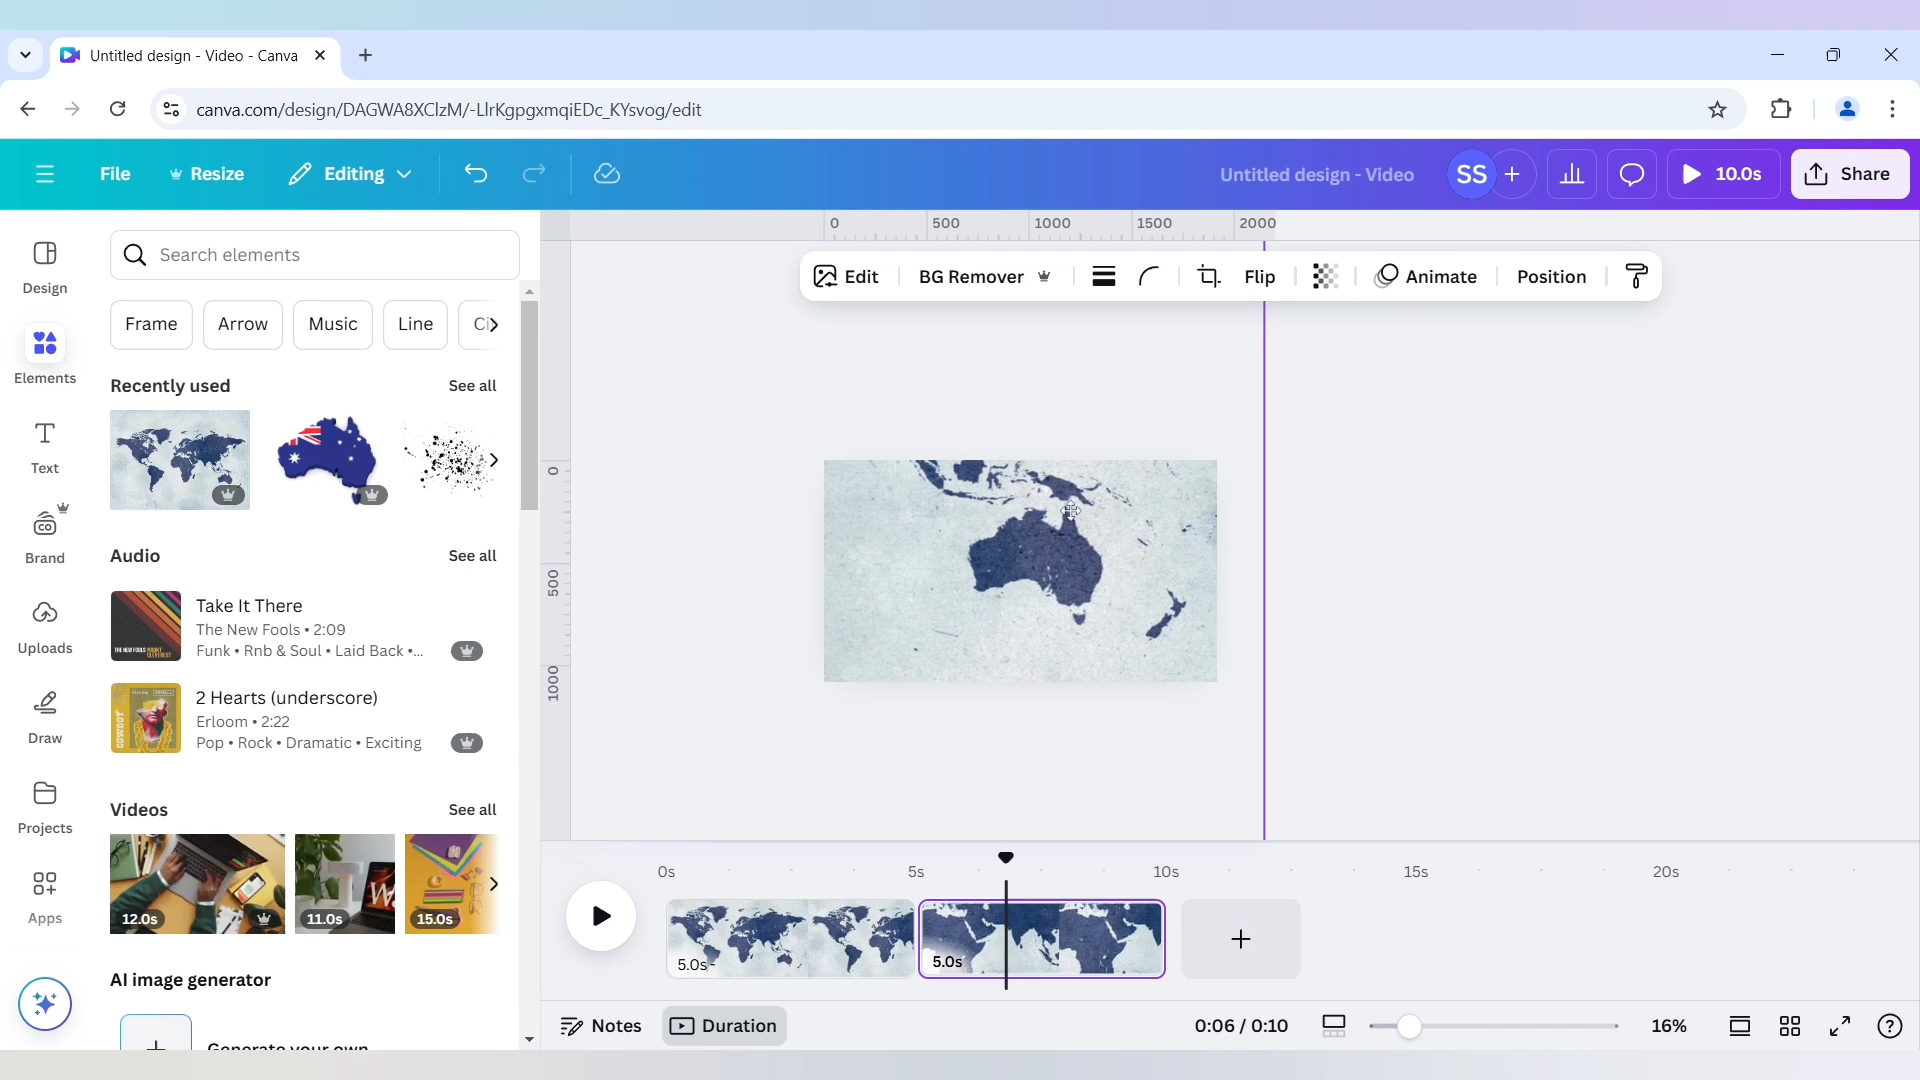 Untitled design - Video - Canva
canva.com/design/DAGWA8XClzM/-LlrKgpgxmqiEDc_KYsvog/edit
File
Resize
Editing
Untitled design - Video
SS
10.0s
Share
Design
Elements
Text
Brand
Uploads
Draw
Projects
Apps
Search elements
Frame
Arrow
Music
Line
Recently used
See all
Audio
See all
Take It There
The New Fools • 2:09
Funk • Rnb & Soul • Laid Back •...
2 Hearts (underscore)
Erloom • 2:22
Pop • Rock • Dramatic • Exciting
Videos
See all
12.0s
11.0s
15.0s
AI image generator
Generate your own
0 500 1000 1500 2000
Edit
BG Remover
Flip
Animate
Position
0
500
1000
0s 5s 10s 15s 20s
5.0s
5.0s
Notes
Duration
0:06 / 0:10
16%